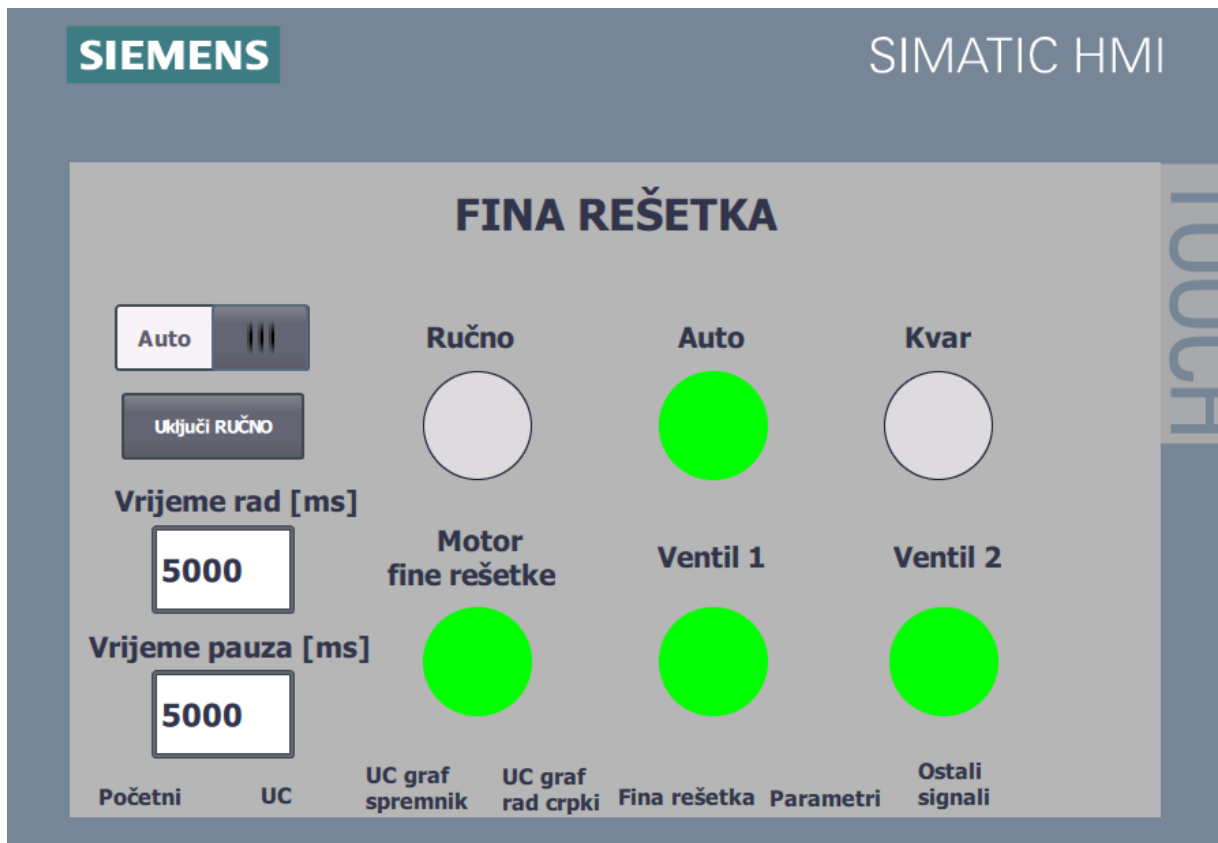 SIEMENS
SIMATIC HMI
TOUCH
FINA REŠETKA
Auto
Ručno
Auto
Kvar
Uključi RUČNO
Vrijeme rad [ms]
5000
Motor
fine rešetke
Ventil 1
Ventil 2
Vrijeme pauza [ms]
5000
Početni
UC
UC graf
spremnik
UC graf
rad crpki
Fina rešetka
Parametri
Ostali
signali